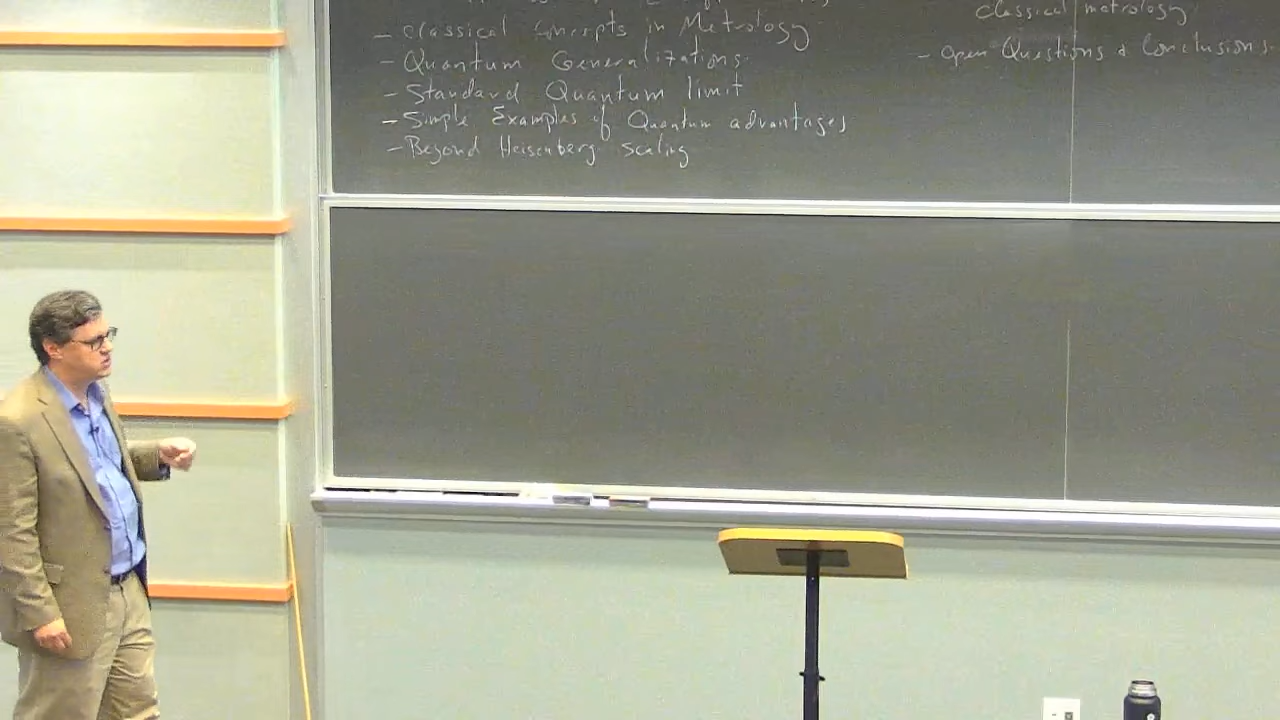 - Classical Concepts in Metrology
- Quantum Generalizations
- Standard Quantum limit
- Simple Examples of Quantum advantages
- Beyond Heisenberg scaling
classical metrology
- Open Questions & Conclusions